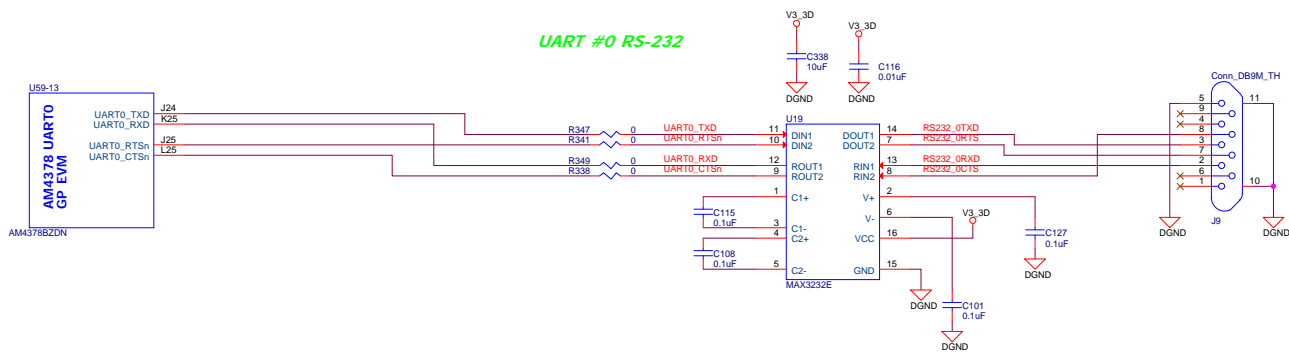 UART #0 RS-232
V3_3D
C338
10uF
DGND
V3_3D
C116
0.01uF
DGND
U59-13
AM4378 UART0
GP EVM
UART0_TXD
UART0_RXD
UART0_RTSn
UART0_CTSn
J24
K25
J25
L25
AM4378BZDN
R347 0 UART0_TXD 11
R341 0 UART0_RTSn 10
R349 0 UART0_RXD 12
R338 0 UART0_CTSn 9
U19
DIN1 DOUT1
DIN2 DOUT2
ROUT1 RIN1
ROUT2 RIN2
C1+ V+
C1- V-
C2+ VCC
C2- GND
MAX3232E
1
C115
0.1uF
3
4
C108
0.1uF
5
14 RS232_0TXD
7 RS232_0RTS
13 RS232_0RXD
8 RS232_0CTS
2
6
16
15
V3_3D
C127
0.1uF
DGND
DGND
C101
0.1uF
DGND
Conn_DB9M_TH
5
9
4
8
3
7
2
6
1
11
10
J9
DGND
DGND